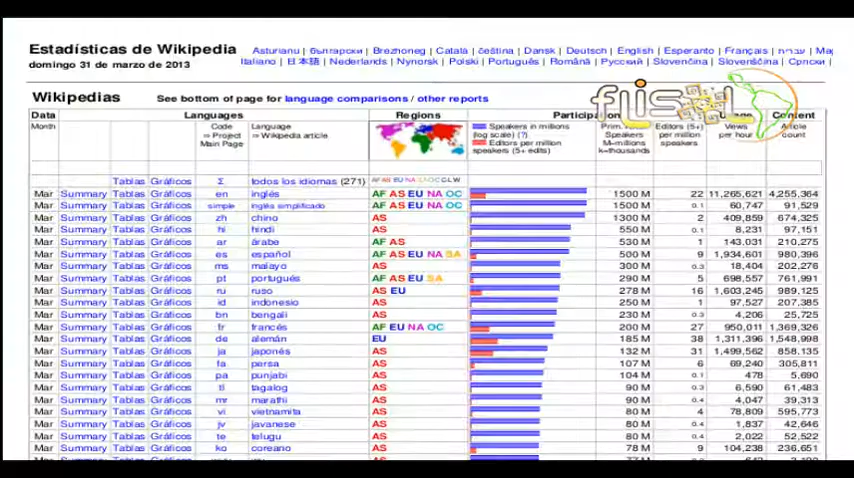 Estadísticas de Wikipedia
domingo 31 de marzo de 2013
Asturianu | български | Brezhoneg | Català | čeština | Dansk | Deutsch | English | Esperanto | Français | עברית |
Italiano | 日本語 | Nederlands | Nynorsk | Polski | Português | Română | Русский | Slovenčina | Slovenščina | Српски |
Wikipedias See bottom of page for language comparisons / other reports
flisol
Data Languages Regions Content
Month Code ⇒ Project Main Page Language ⇒ Wikipedia article Speakers in millions (log scale) (?) Editors per million speakers (5+ edits) Speakers M=millions k=thousands Editors (5+) per million speakers Views per hour Article count
Tablas Gráficos Σ todos los idiomas (271) AF AS EU NA SA OC CL W
Mar Summary Tablas Gráficos en inglés AF AS EU NA OC 1500 M 22 11,265,621 4,255,364
Mar Summary Tablas Gráficos simple inglés simplificado AF AS EU NA OC 1500 M 0.1 60,747 91,529
Mar Summary Tablas Gráficos zh chino AS 1300 M 2 409,859 674,325
Mar Summary Tablas Gráficos hi hindi AS 550 M 0.1 8,231 97,151
Mar Summary Tablas Gráficos ar árabe AF AS 530 M 1 143,031 210,275
Mar Summary Tablas Gráficos es español AF AS EU NA SA 500 M 9 1,934,601 980,396
Mar Summary Tablas Gráficos ms malayo AS 300 M 0.3 18,404 202,276
Mar Summary Tablas Gráficos pt portugués AF AS EU SA 290 M 5 698,557 761,991
Mar Summary Tablas Gráficos ru ruso AS EU 278 M 16 1,603,245 989,125
Mar Summary Tablas Gráficos id indonesio AS 250 M 1 97,527 207,385
Mar Summary Tablas Gráficos bn bengalí AS 230 M 0.3 4,206 25,725
Mar Summary Tablas Gráficos fr francés AF EU NA OC 200 M 27 950,011 1,369,326
Mar Summary Tablas Gráficos de alemán EU 185 M 38 1,311,396 1,548,998
Mar Summary Tablas Gráficos ja japonés AS 132 M 31 1,499,562 858,135
Mar Summary Tablas Gráficos fa persa AS 107 M 6 69,240 305,811
Mar Summary Tablas Gráficos pa punjabi AS 104 M 0.1 478 5,690
Mar Summary Tablas Gráficos tl tagalog AS 90 M 0.3 6,590 61,483
Mar Summary Tablas Gráficos mr marathi AS 90 M 0.4 4,047 39,313
Mar Summary Tablas Gráficos vi vietnamita AS 80 M 4 78,809 595,773
Mar Summary Tablas Gráficos jv javanese AS 80 M 0.4 1,837 42,646
Mar Summary Tablas Gráficos te telugu AS 80 M 0.4 2,022 52,522
Mar Summary Tablas Gráficos ko coreano AS 78 M 9 104,238 236,651